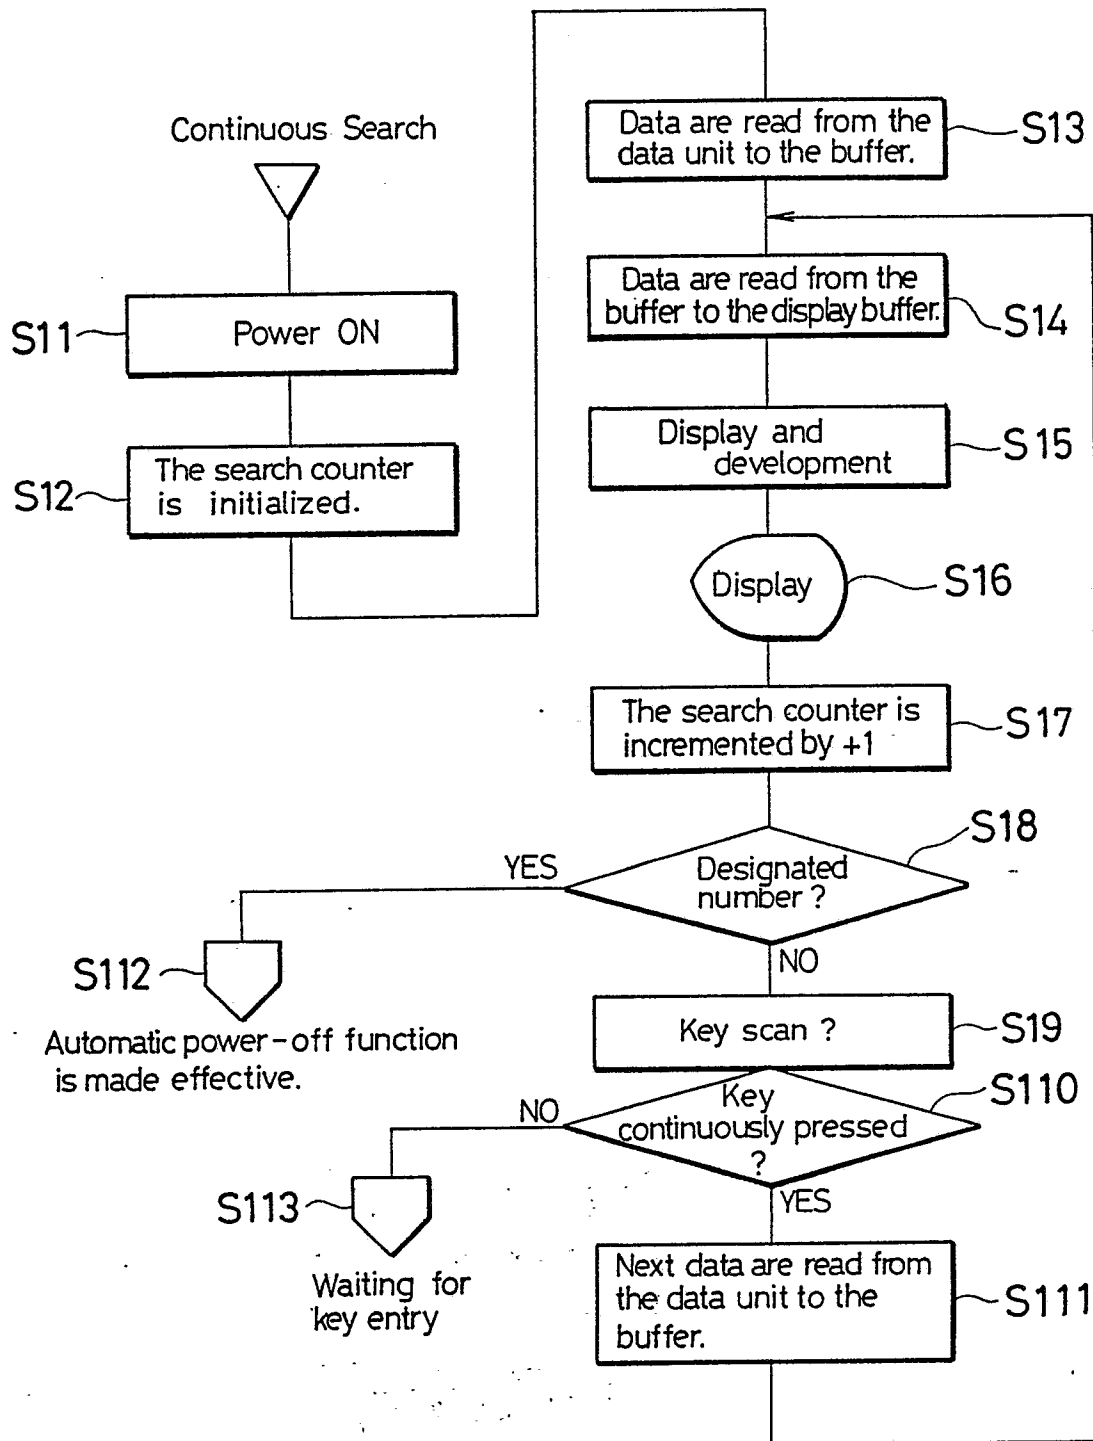 Continuous Search
S11
Power ON
S12
The search counter
is initialized.
Data are read from the
data unit to the buffer.
S13
Data are read from the
buffer to the display buffer.
S14
Display and
development
S15
Display
S16
The search counter is
incremented by +1
S17
Designated
number ?
S18
YES
NO
S112
Automatic power-off function
is made effective.
Key scan ?
S19
Key
continuously pressed
?
S110
NO
YES
S113
Waiting for
key entry
Next data are read from
the data unit to the
buffer.
S111